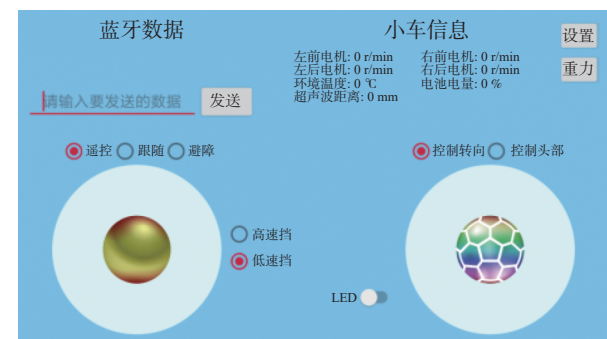 蓝牙数据
小车信息
设置
左前电机: 0 r/min 右前电机: 0 r/min
左后电机: 0 r/min 右后电机: 0 r/min
环境温度: 0 ℃ 电池电量: 0 %
超声波距离: 0 mm
重力
请输入要发送的数据 发送
遥控 跟随 避障
控制转向 控制头部
高速挡
低速挡
LED